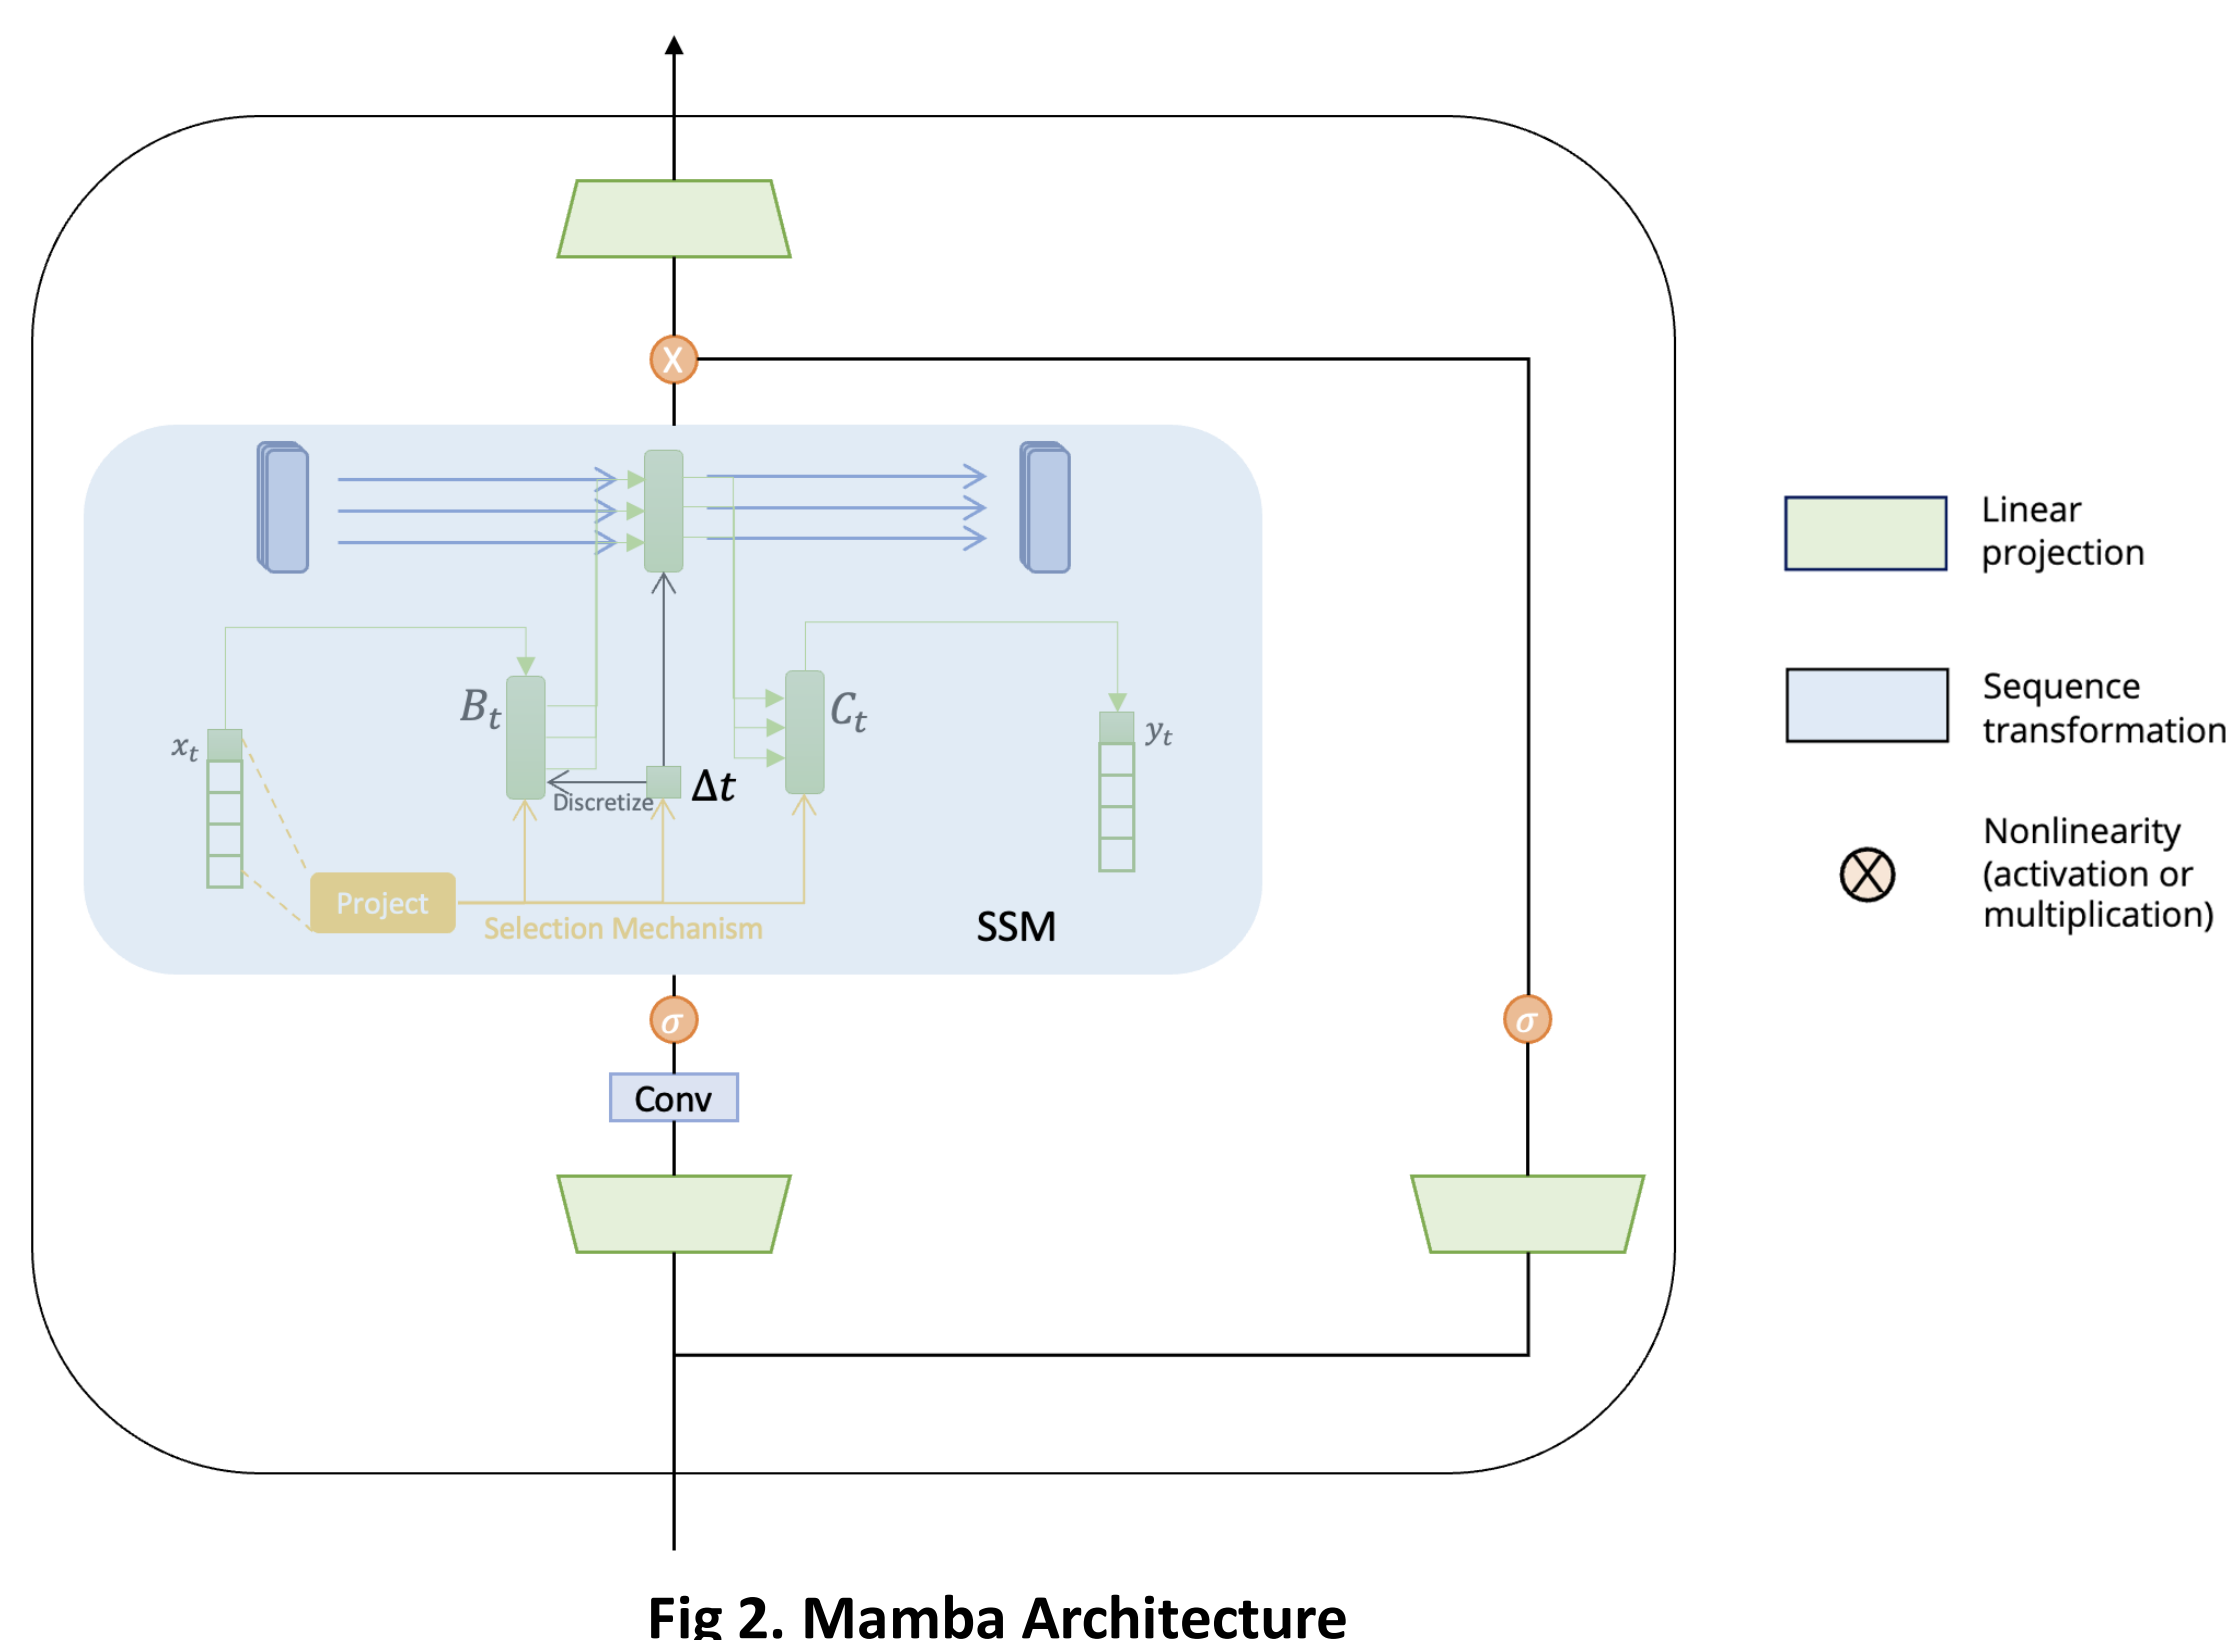 X
B_t
C_t
x_t
y_t
Δt
Discretize
Project
Selection Mechanism
SSM
σ
σ
Conv
Linear
projection
Sequence
transformation
Nonlinearity
(activation or
multiplication)
Fig 2. Mamba Architecture